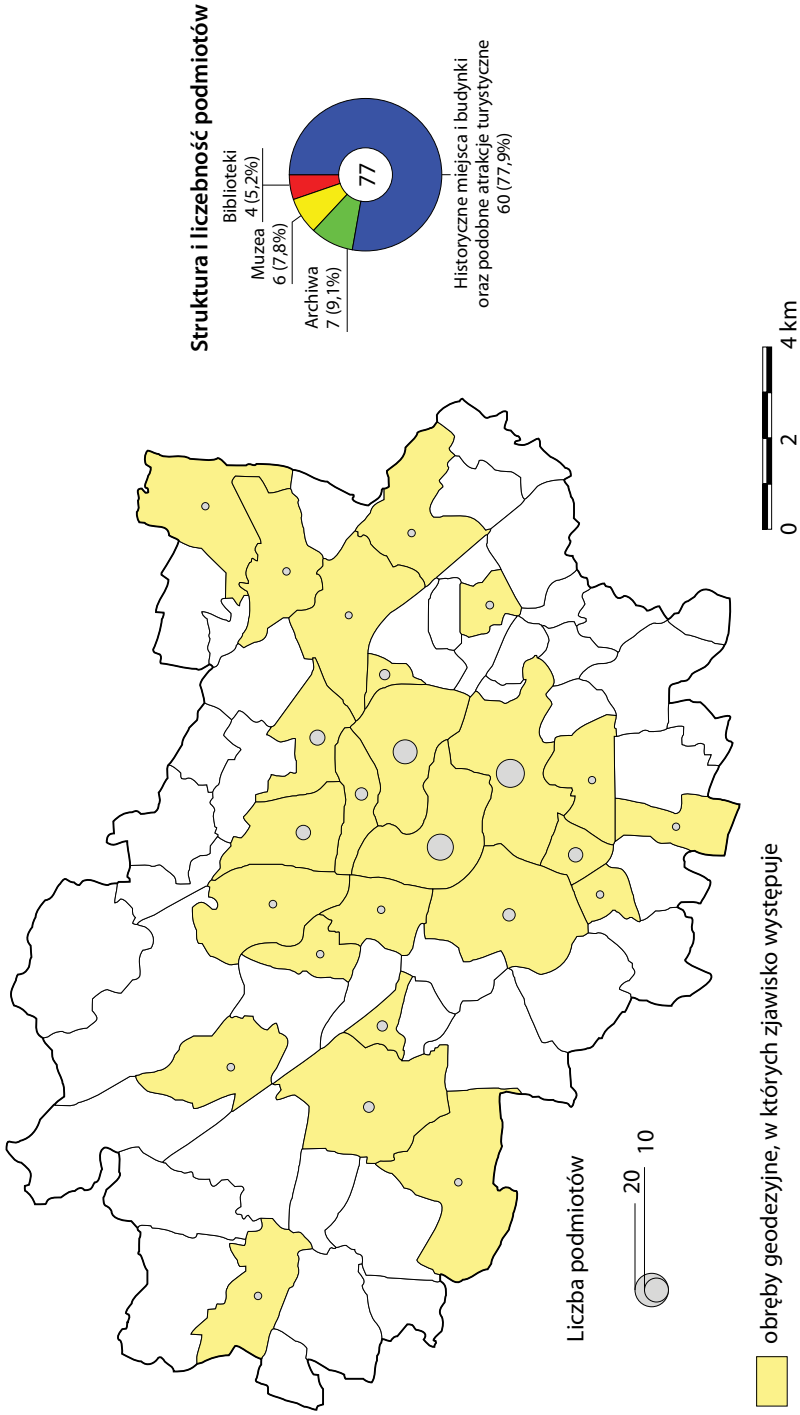 Struktura i liczebność podmiotów
Biblioteki
4 (5,2%)
Muzea
6 (7,8%)
Archiwa
7 (9,1%)
77
Historyczne miejsca i budynki
oraz podobne atrakcje turystyczne
60 (77,9%)
Liczba podmiotów
20
10
obręby geodezyjne, w których zjawisko występuje
0 2 4 km